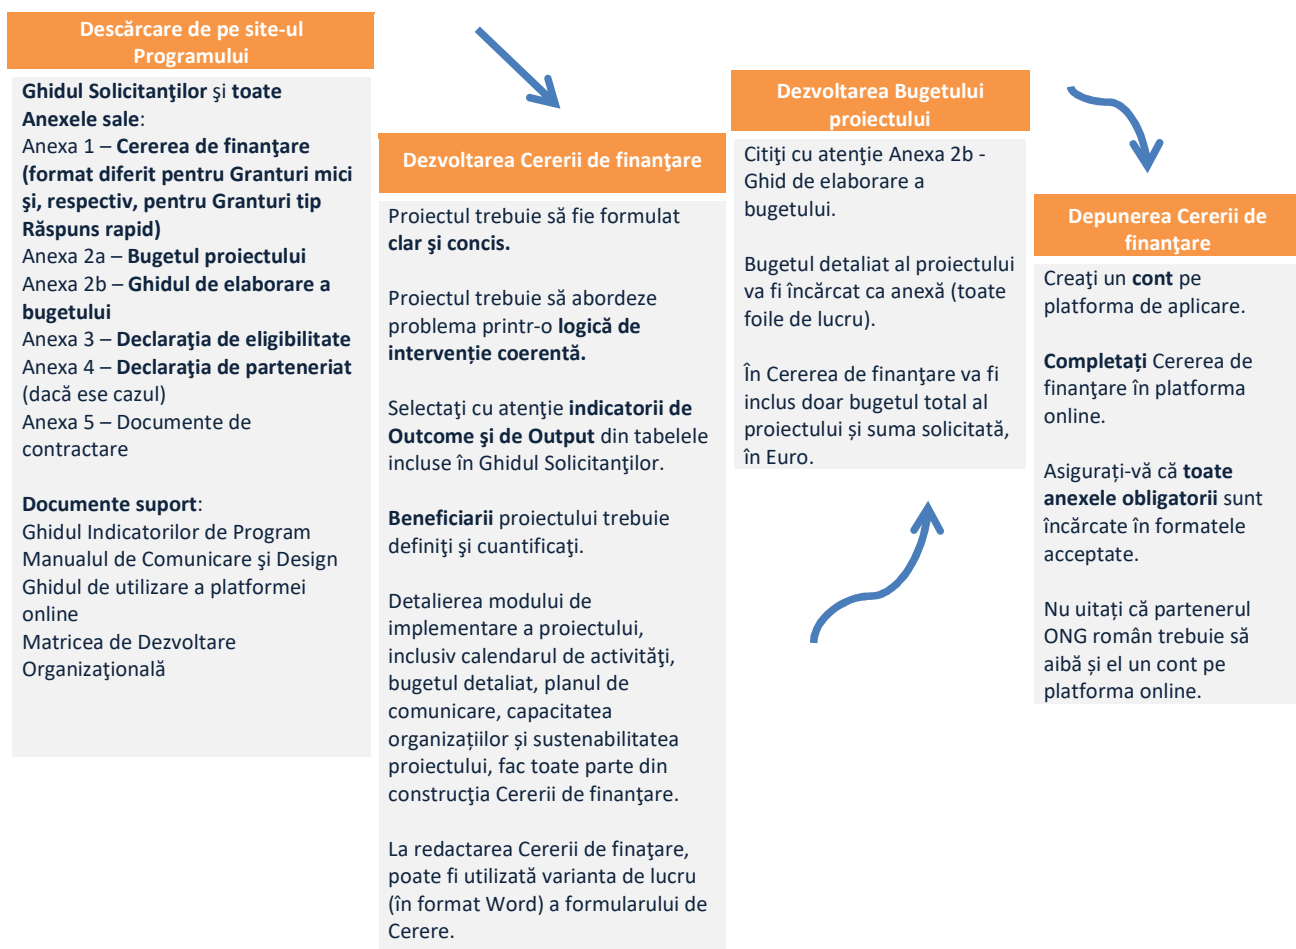 Descărcare de pe site-ul
Programului
Ghidul Solicitanţilor şi toate
Anexele sale:
Anexa 1 – Cererea de finanţare
(format diferit pentru Granturi mici
şi, respectiv, pentru Granturi tip
Răspuns rapid)
Anexa 2a – Bugetul proiectului
Anexa 2b – Ghidul de elaborare a
bugetului
Anexa 3 – Declaraţia de eligibilitate
Anexa 4 – Declaraţia de parteneriat
(dacă ese cazul)
Anexa 5 – Documente de
contractare
Documente suport:
Ghidul Indicatorilor de Program
Manualul de Comunicare şi Design
Ghidul de utilizare a platformei
online
Matricea de Dezvoltare
Organizaţională
Dezvoltarea Cererii de finanţare
Proiectul trebuie să fie formulat
clar şi concis.
Proiectul trebuie să abordeze
problema printr-o logică de
intervenție coerentă.
Selectaţi cu atenţie indicatorii de
Outcome şi de Output din tabelele
incluse în Ghidul Solicitanţilor.
Beneficiarii proiectului trebuie
definiţi şi cuantificaţi.
Detalierea modului de
implementare a proiectului,
inclusiv calendarul de activităţi,
bugetul detaliat, planul de
comunicare, capacitatea
organizațiilor și sustenabilitatea
proiectului, fac toate parte din
construcţia Cererii de finanţare.
La redactarea Cererii de finaţare,
poate fi utilizată varianta de lucru
(în format Word) a formularului de
Cerere.
Dezvoltarea Bugetului
proiectului
Citiţi cu atenţie Anexa 2b -
Ghid de elaborare a
bugetului.
Bugetul detaliat al proiectului
va fi încărcat ca anexă (toate
foile de lucru).
În Cererea de finanţare va fi
inclus doar bugetul total al
proiectului și suma solicitată,
în Euro.
Depunerea Cererii de
finanţare
Creaţi un cont pe
platforma de aplicare.
Completați Cererea de
finanţare în platforma
online.
Asigurați-vă că toate
anexele obligatorii sunt
încărcate în formatele
acceptate.
Nu uitați că partenerul
ONG român trebuie să
aibă și el un cont pe
platforma online.